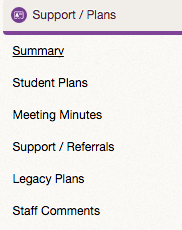 Support / Plans
Summary
Student Plans
Meeting Minutes
Support / Referrals
Legacy Plans
Staff Comments